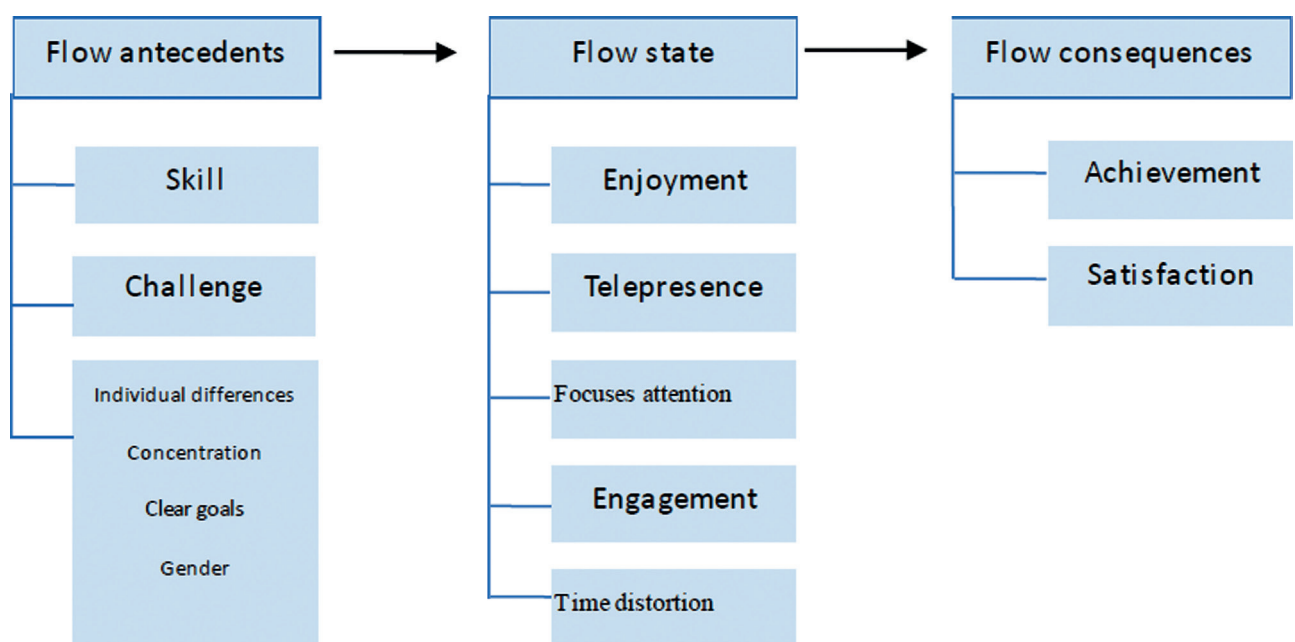 Flow antecedents
Skill
Challenge
Individual differences
Concentration
Clear goals
Gender
Flow state
Enjoyment
Telepresence
Focuses attention
Engagement
Time distortion
Flow consequences
Achievement
Satisfaction